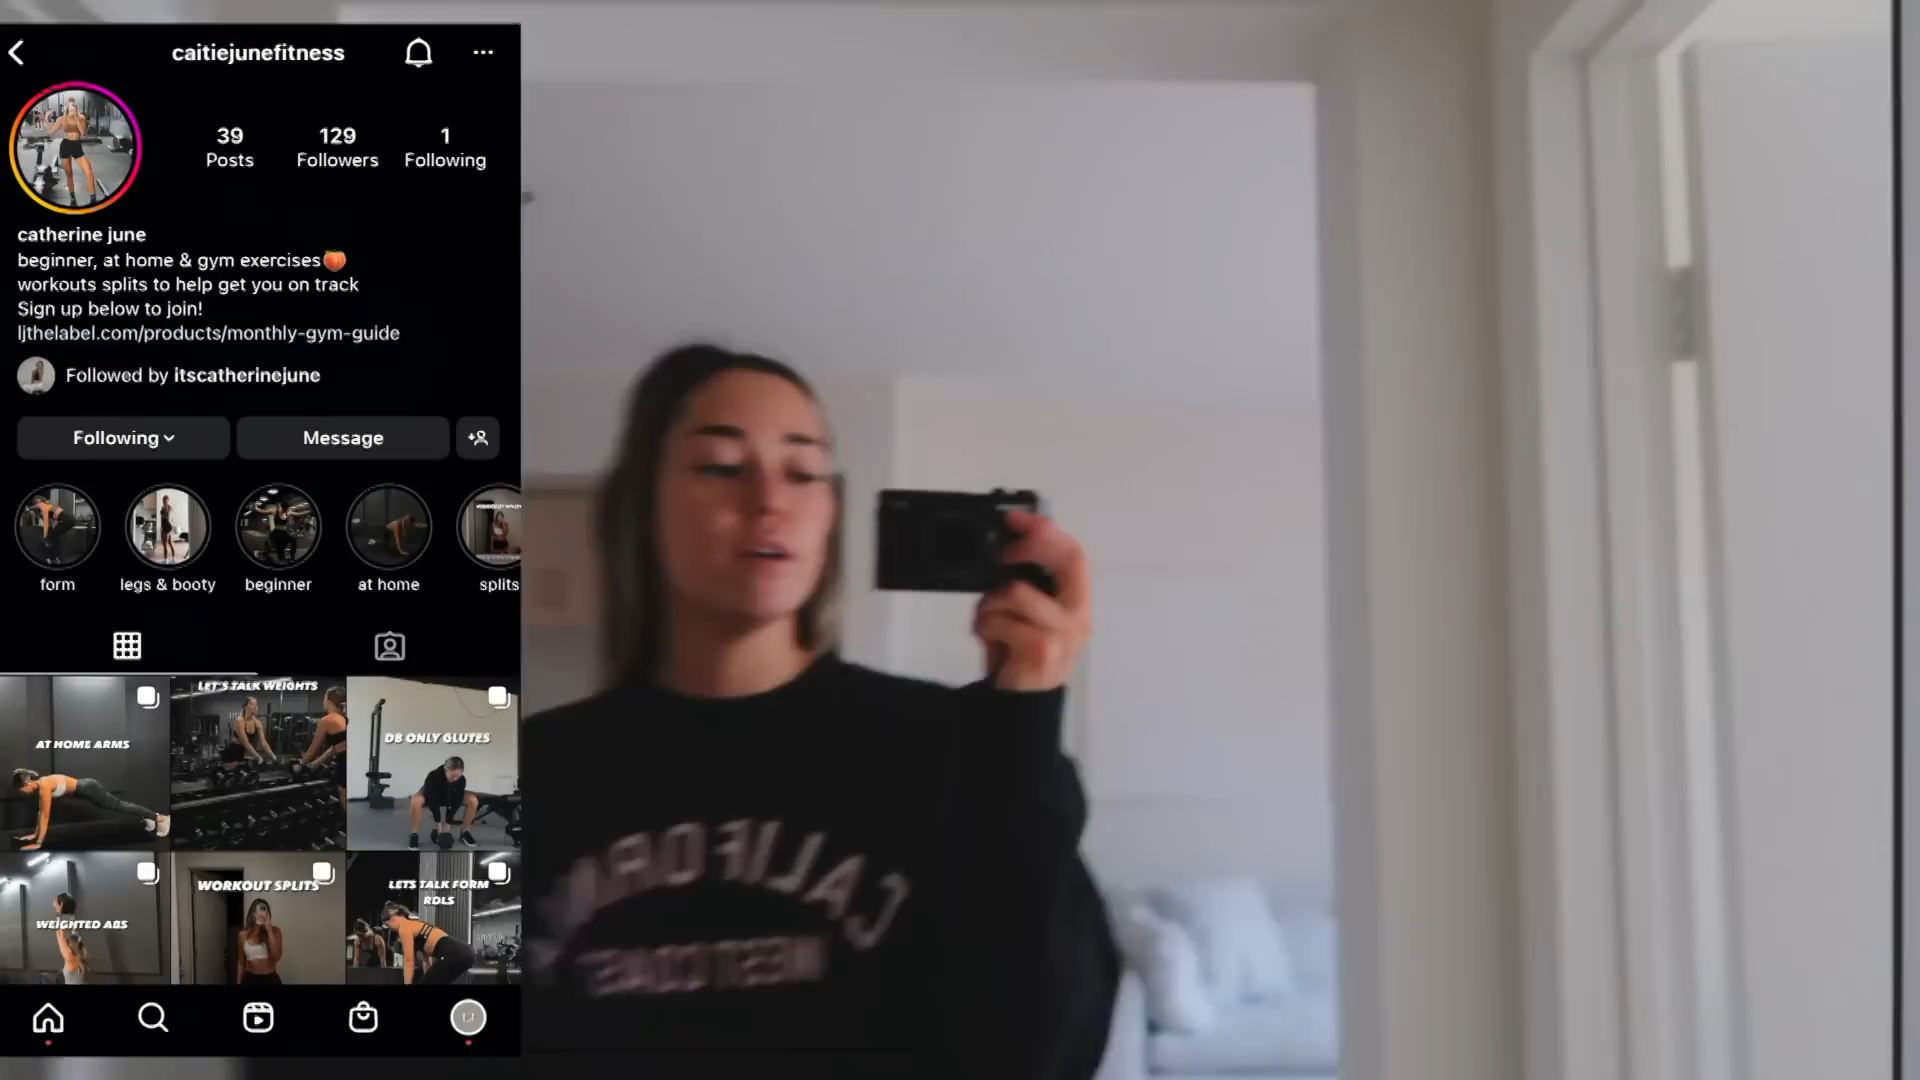 caitiejunefitness
39
Posts
129
Followers
1
Following
catherine june
beginner, at home & gym exercises🍑
workouts splits to help get you on track
Sign up below to join!
ljthelabel.com/products/monthly-gym-guide
Followed by itscatherinejune
Following
Message
form
legs & booty
beginner
at home
splits
AT HOME ARMS
LET'S TALK WEIGHTS
DB ONLY GLUTES
WEIGHTED ABS
WORKOUT SPLITS
LETS TALK FORM
RDLS
CALIFORNIA
WEST COAST